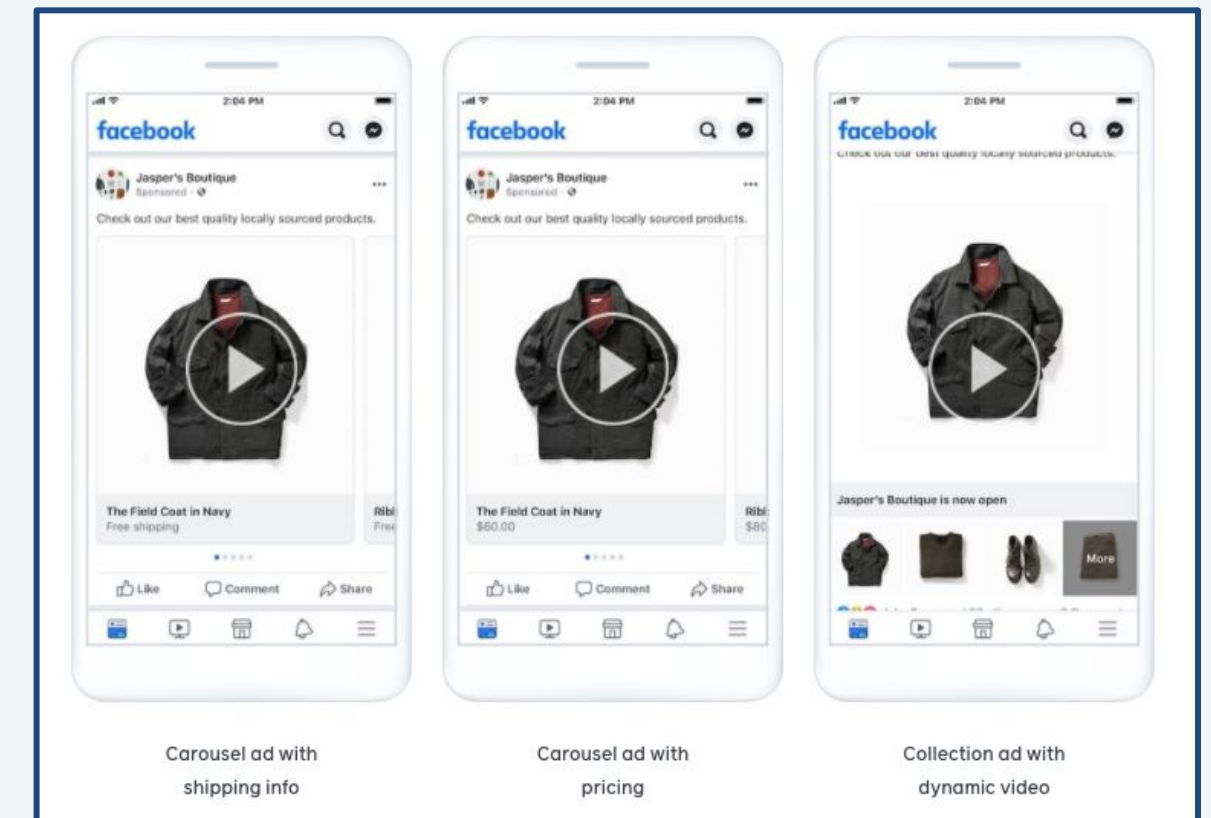 2:04 PM
facebook
Jasper's Boutique
Sponsored ·
Check out our best quality locally sourced products.
The Field Coat in Navy
Free shipping
Ribi
Free
Like Comment Share
Carousel ad with
shipping info
2:04 PM
facebook
Jasper's Boutique
Sponsored ·
Check out our best quality locally sourced products.
The Field Coat in Navy
$60.00
Ribi
$80
Like Comment Share
Carousel ad with
pricing
2:04 PM
facebook
Check out our best quality locally sourced products.
Jasper's Boutique is now open
More
Collection ad with
dynamic video